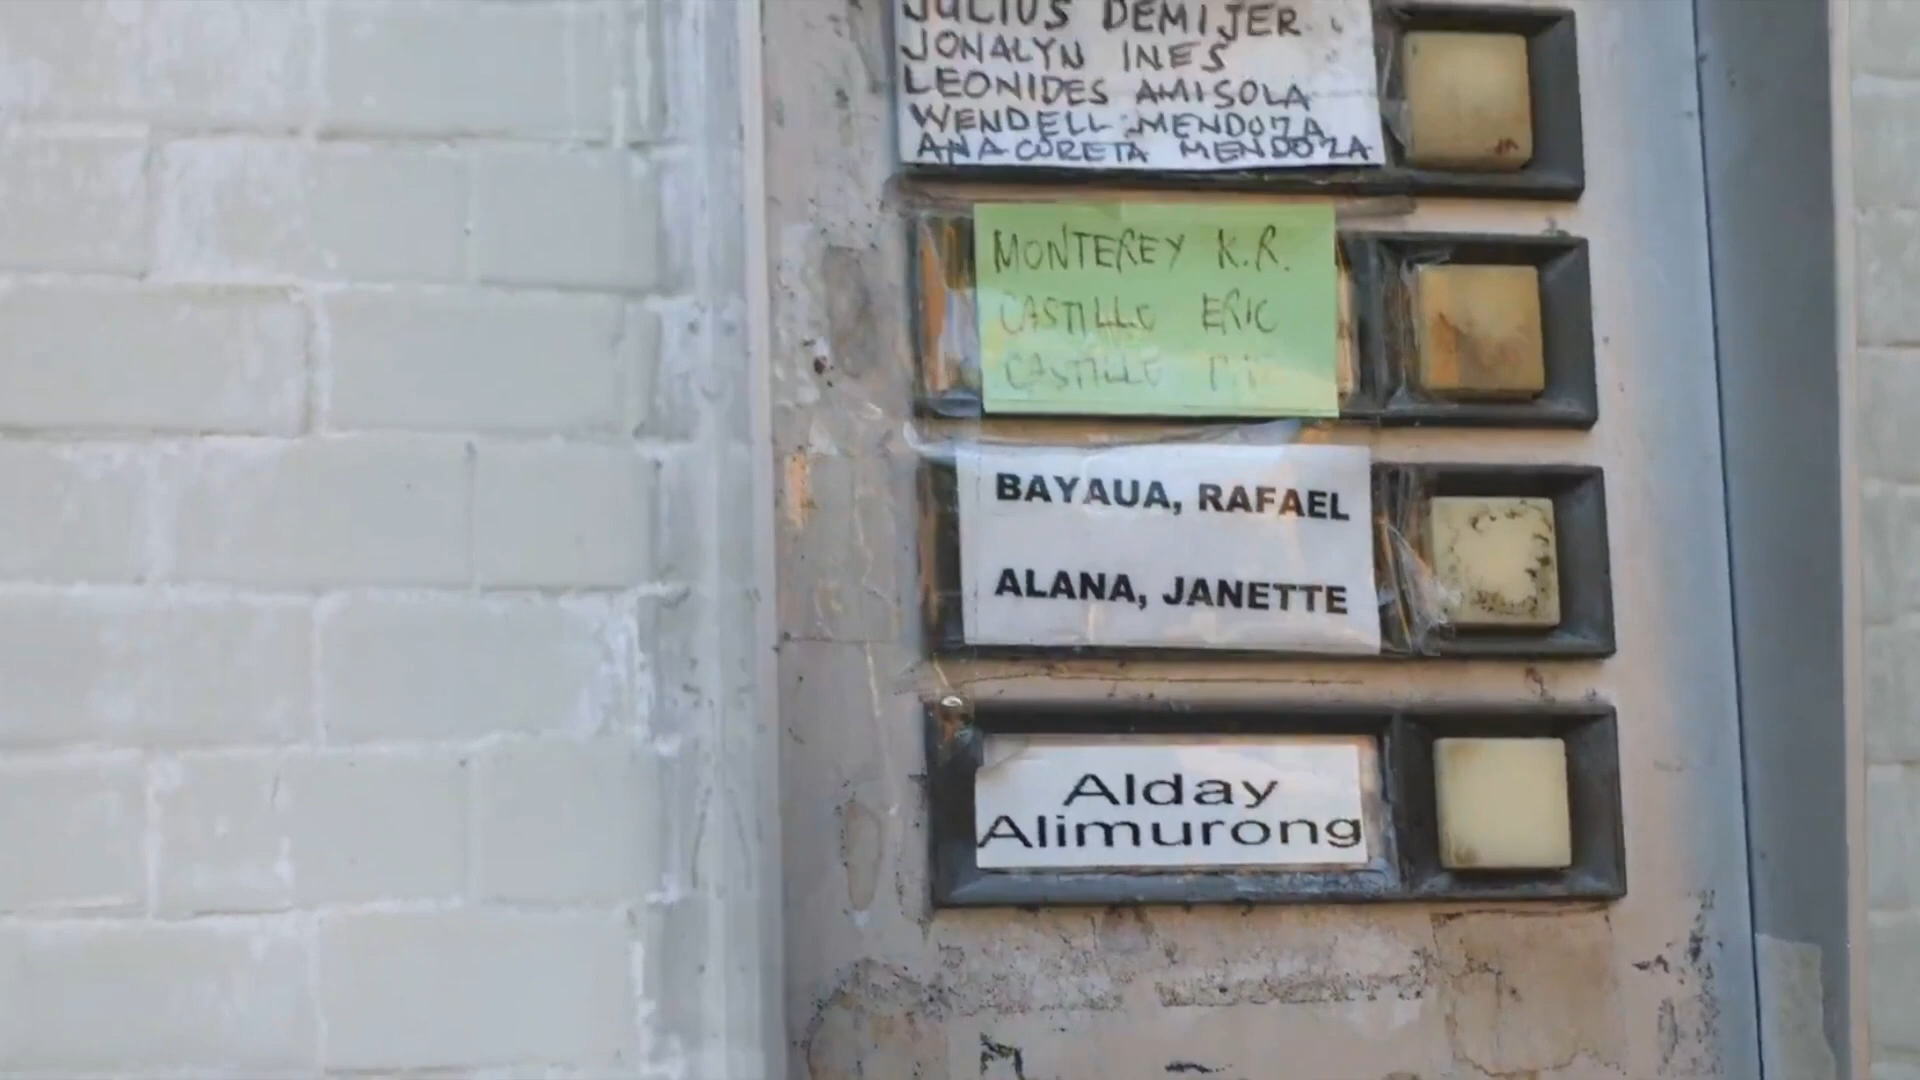 JULIUS DEMIJER
JONALYN INES
LEONIDES AMISOLA
WENDELL MENDOZA
ANACORETA MENDOZA
MONTEREY K.R.
CASTILLO ERIC
CASTILLO
BAYAUA, RAFAEL
ALANA, JANETTE
Alday
Alimurong